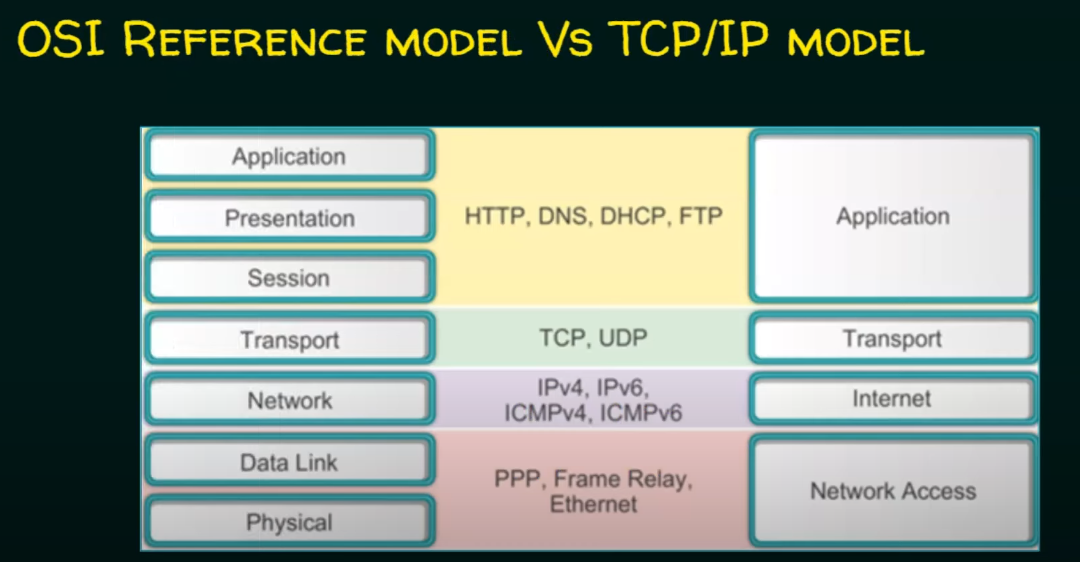 OSI REFERENCE MODEL VS TCP/IP MODEL
Application
Presentation
Session
Transport
Network
Data Link
Physical
HTTP, DNS, DHCP, FTP
TCP, UDP
IPv4, IPv6,
ICMPv4, ICMPv6
PPP, Frame Relay,
Ethernet
Application
Transport
Internet
Network Access